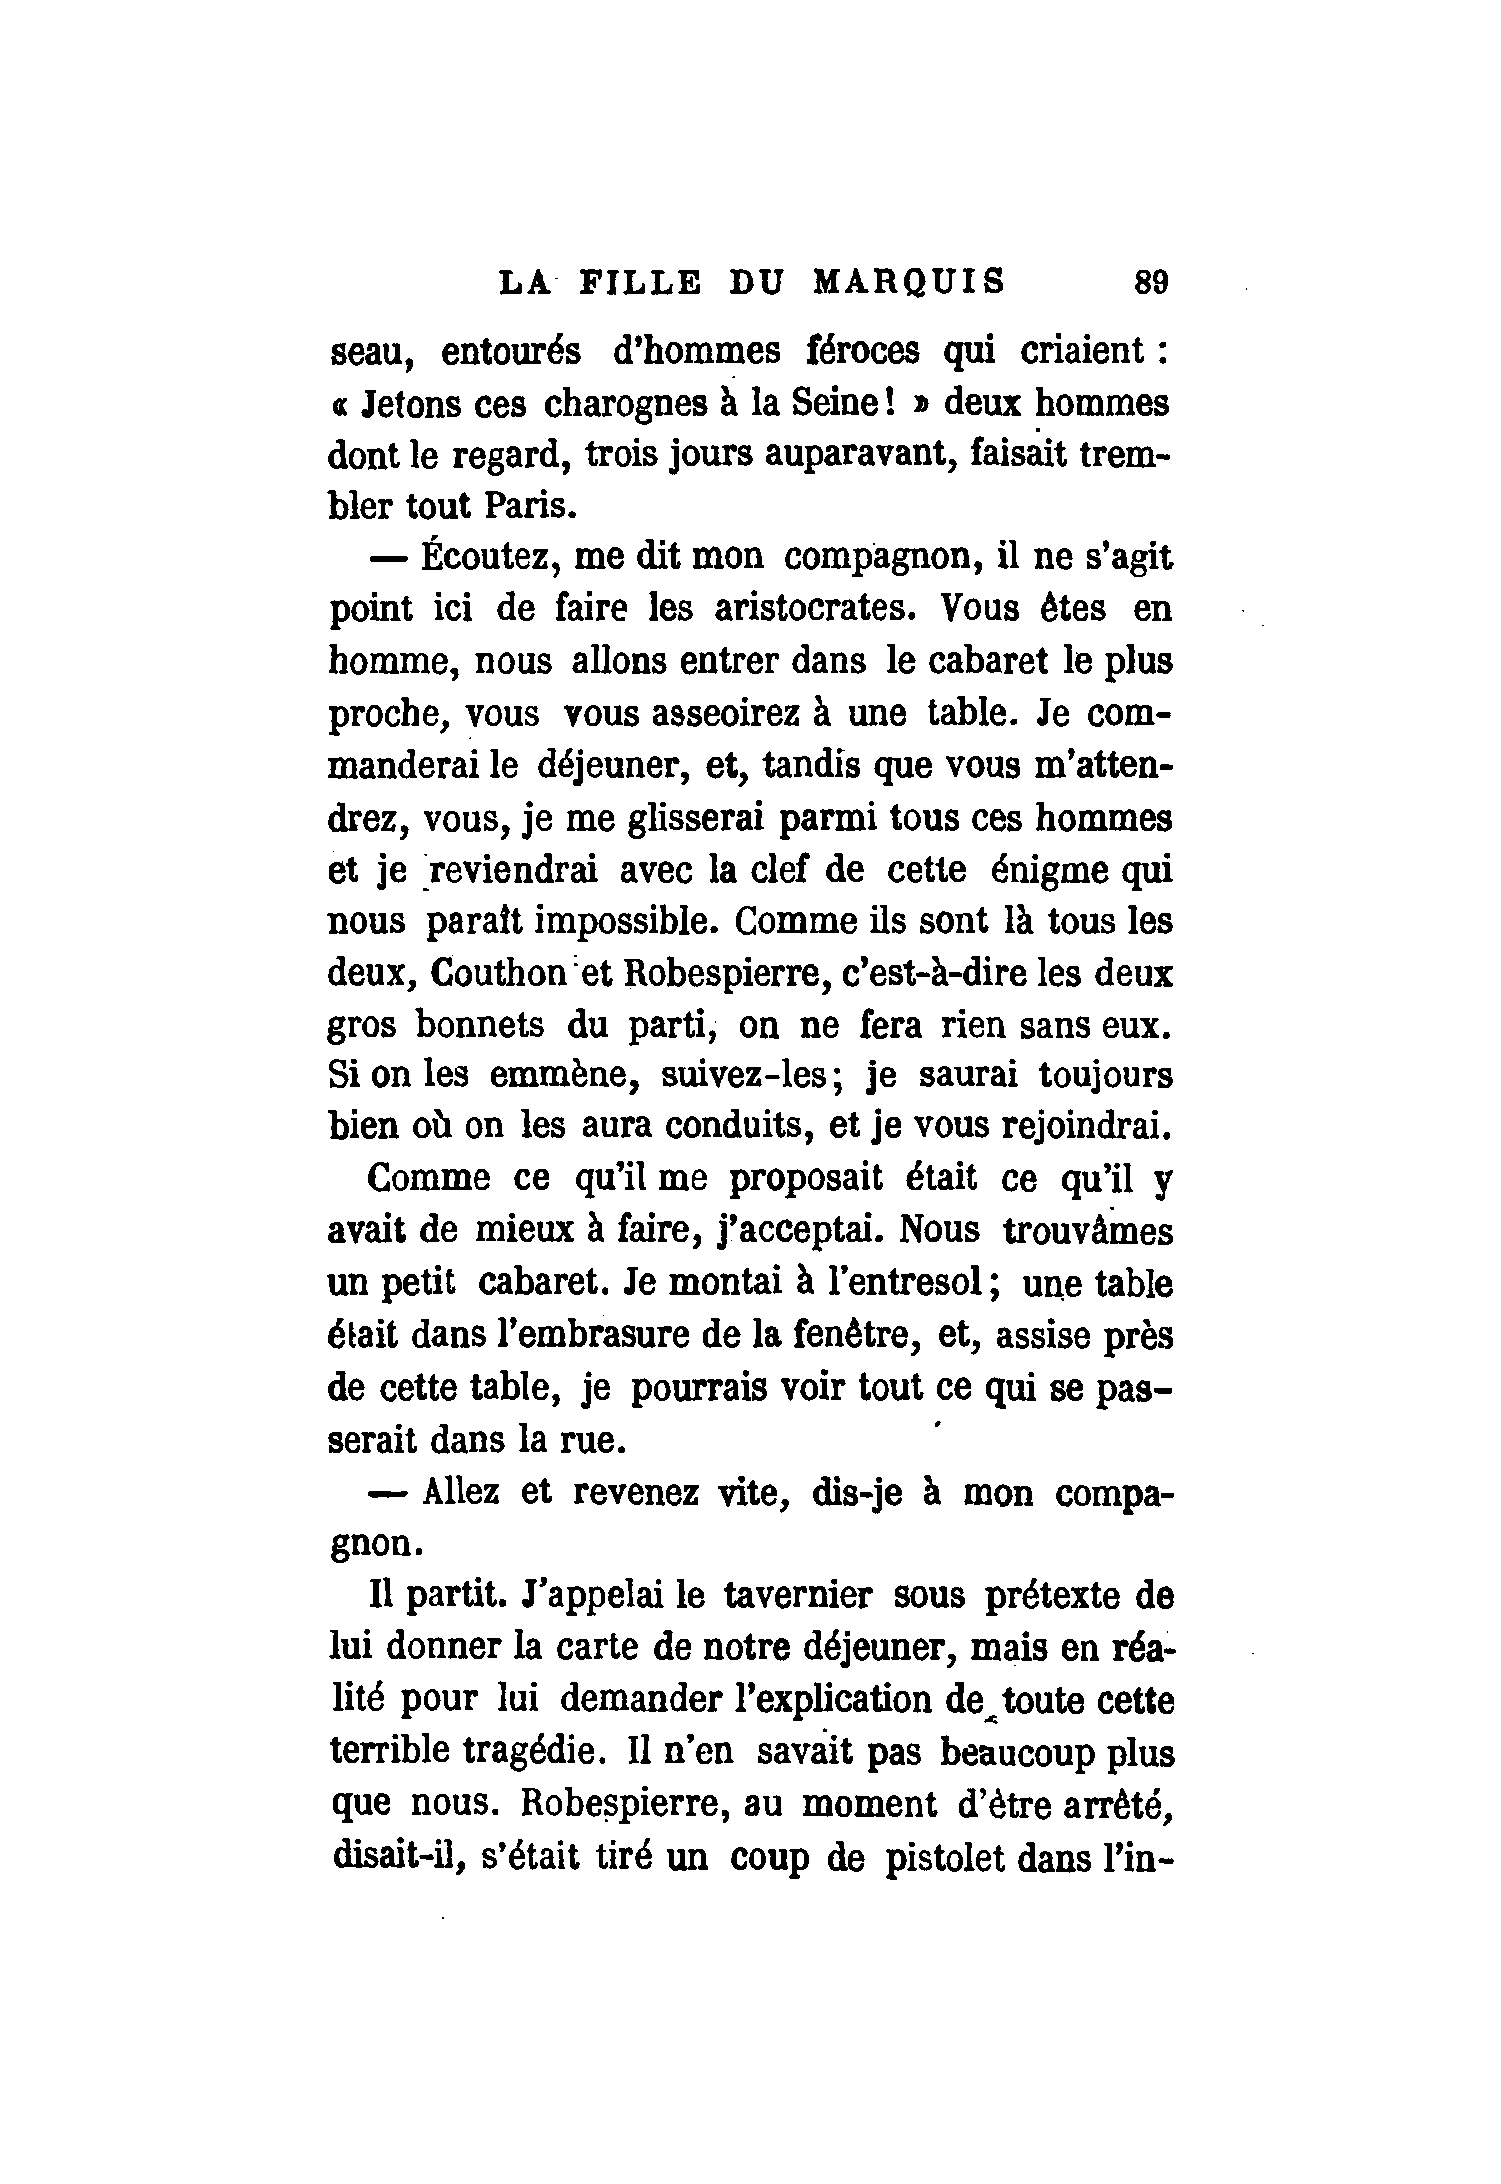 LA FILLE DU MARQUIS 89
seau, entourés d'hommes féroces qui criaient :
« Jetons ces charognes à la Seine! » deux hommes
dont le regard, trois jours auparavant, faisait trem-
bler tout Paris.
— Écoutez, me dit mon compagnon, il ne s'agit
point ici de faire les aristocrates. Vous êtes en
homme, nous allons entrer dans le cabaret le plus
proche, vous vous asseoirez à une table. Je com-
manderai le déjeuner, et, tandis que vous m'atten-
drez, vous, je me glisserai parmi tous ces hommes
et je reviendrai avec la clef de cette énigme qui
nous paraît impossible. Comme ils sont là tous les
deux, Couthon et Robespierre, c'est-à-dire les deux
gros bonnets du parti, on ne fera rien sans eux.
Si on les emmène, suivez-les; je saurai toujours
bien où on les aura conduits, et je vous rejoindrai.
Comme ce qu'il me proposait était ce qu'il y
avait de mieux à faire, j'acceptai. Nous trouvâmes
un petit cabaret. Je montai à l'entresol; une table
était dans l'embrasure de la fenêtre, et, assise près
de cette table, je pourrais voir tout ce qui se pas-
serait dans la rue.
— Allez et revenez vite, dis-je à mon compa-
gnon.
Il partit. J'appelai le tavernier sous prétexte de
lui donner la carte de notre déjeuner, mais en réa-
lité pour lui demander l'explication de toute cette
terrible tragédie. Il n'en savait pas beaucoup plus
que nous. Robespierre, au moment d'être arrêté,
disait-il, s'était tiré un coup de pistolet dans l'in-